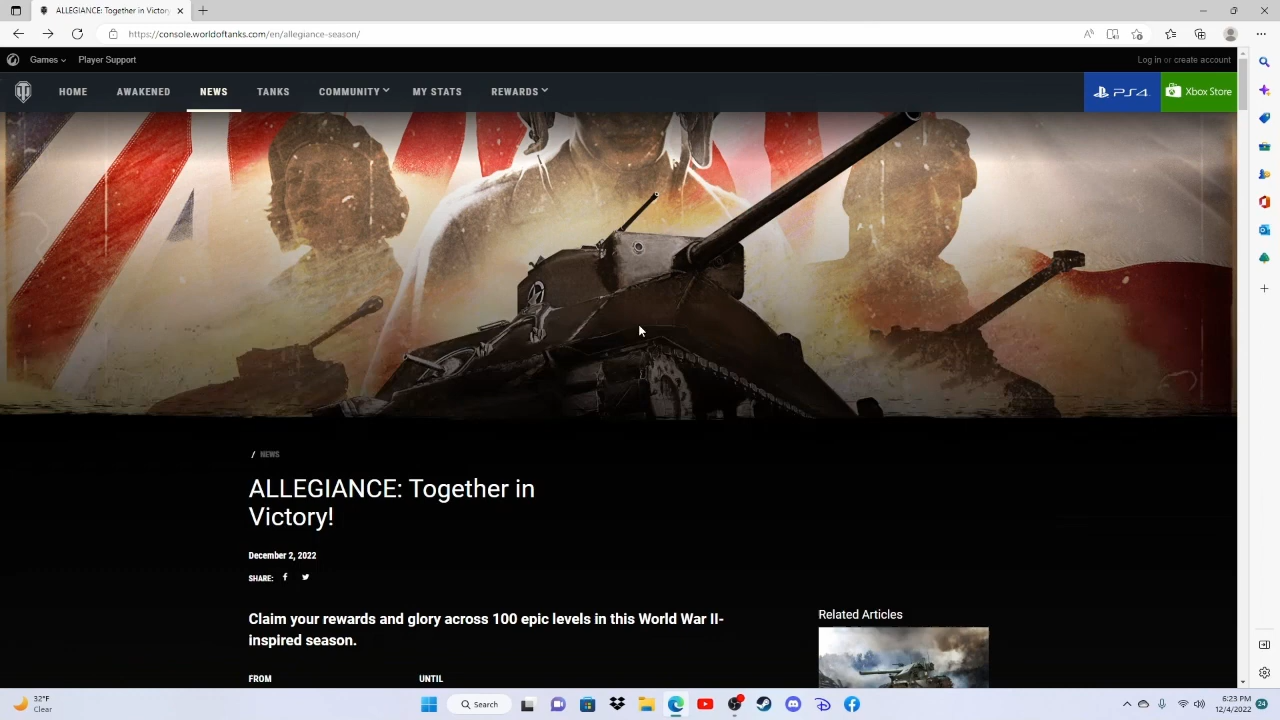 ALLEGIANCE: Together in Victory!
https://console.worldoftanks.com/en/allegiance-season/
Games
Player Support
Log in or create account
HOME
AWAKENED
NEWS
TANKS
COMMUNITY
MY STATS
REWARDS
PS4
Xbox Store
/ NEWS
ALLEGIANCE: Together in
Victory!
December 2, 2022
SHARE:
Claim your rewards and glory across 100 epic levels in this World War II-
inspired season.
Related Articles
FROM
UNTIL
32°F
Clear
Search
6:23 PM
12/4/2022
24